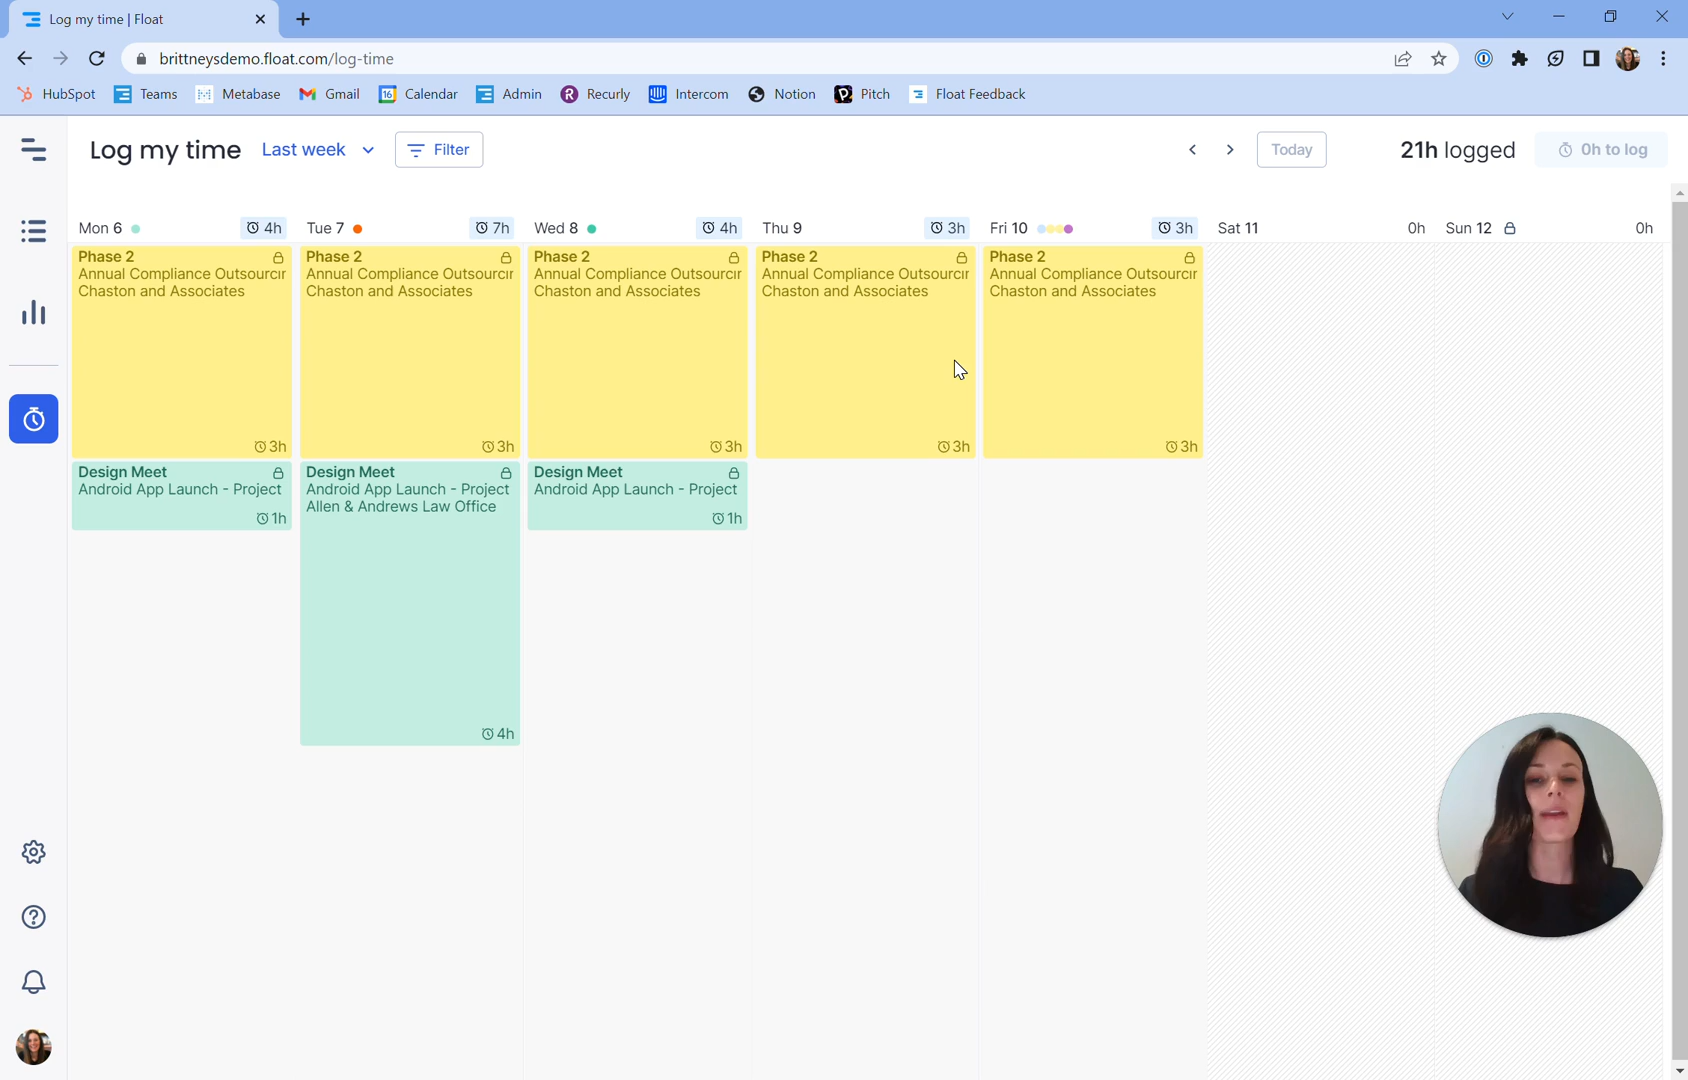 Log my time | Float
brittneysdemo.float.com/log-time
HubSpot Teams Metabase Gmail 16 Calendar Admin Recurly Intercom Notion Pitch Float Feedback
Log my time Last week Filter Today 21h logged 0h to log
Mon 6 4h Tue 7 7h Wed 8 4h Thu 9 3h Fri 10 3h Sat 11 0h Sun 12 0h
Phase 2
Annual Compliance Outsourcin
Chaston and Associates
3h
Design Meet
Android App Launch - Project
1h
Phase 2
Annual Compliance Outsourcin
Chaston and Associates
3h
Design Meet
Android App Launch - Project
Allen & Andrews Law Office
4h
Phase 2
Annual Compliance Outsourcin
Chaston and Associates
3h
Design Meet
Android App Launch - Project
1h
Phase 2
Annual Compliance Outsourcin
Chaston and Associates
3h
Phase 2
Annual Compliance Outsourcin
Chaston and Associates
3h